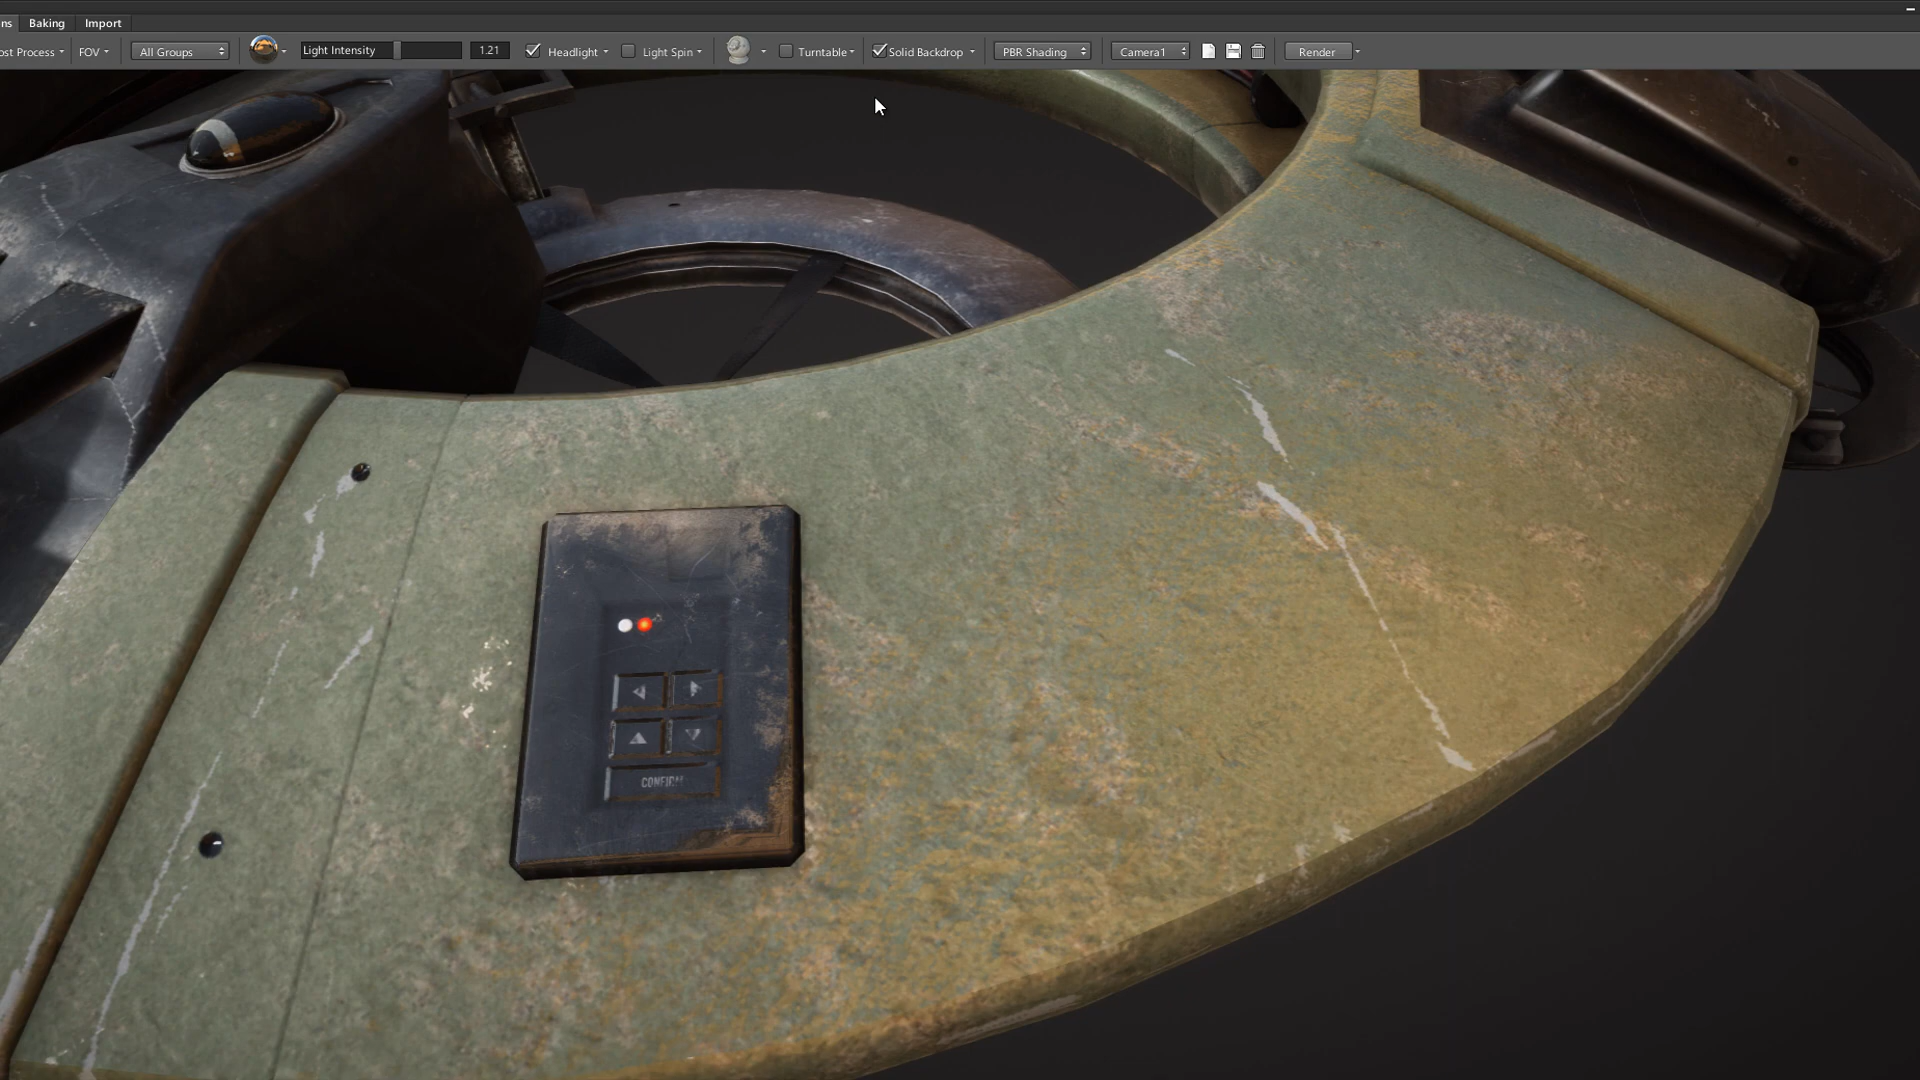 ns Baking Import
ost Process FOV All Groups Light Intensity 1.21 Headlight Light Spin Turntable Solid Backdrop PBR Shading Camera1 Render
CONFIRM